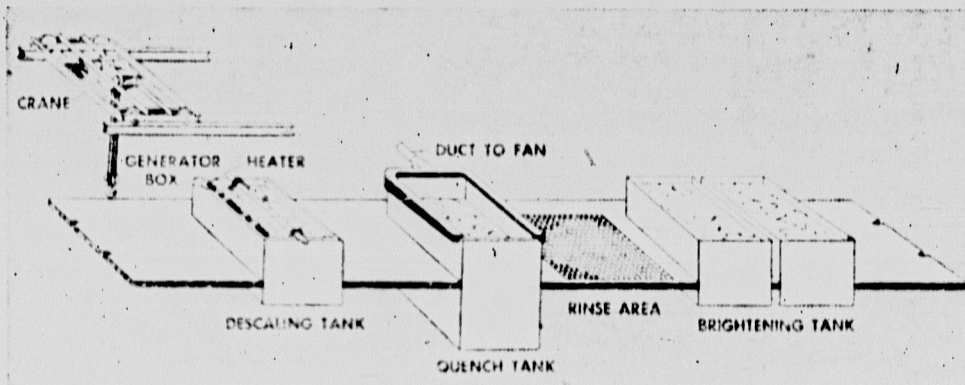 CRANE
GENERATOR BOX
HEATER
DUCT TO FAN
DESCALING TANK
QUENCH TANK
RINSE AREA
BRIGHTENING TANK